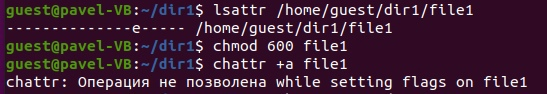 guest@pavel-VB:~/dir1$ lsattr /home/guest/dir1/file1
--------------e----- /home/guest/dir1/file1
guest@pavel-VB:~/dir1$ chmod 600 file1
guest@pavel-VB:~/dir1$ chattr +a file1
chattr: Операция не позволена while setting flags on file1